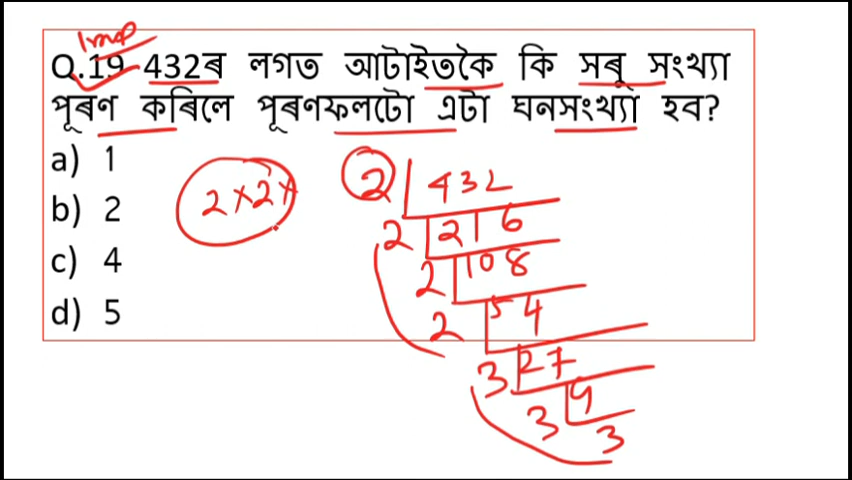 Imp
Q.19 432ৰ লগত আটাইতকৈ কি সৰু সংখ্যা
পূৰণ কৰিলে পূৰণফলটো এটা ঘনসংখ্যা হব?
a) 1
b) 2
c) 4
d) 5
2×2×
2 432
2 216
2 108
2 54
3 27
3 9
3